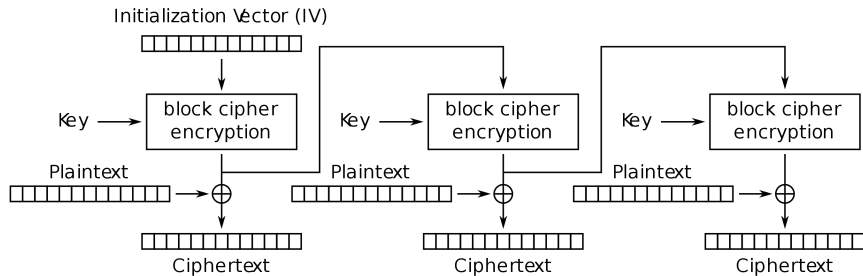 Initialization Vector (IV)
Key
block cipher
encryption
Key
block cipher
encryption
Key
block cipher
encryption
Plaintext
Plaintext
Plaintext
Ciphertext
Ciphertext
Ciphertext